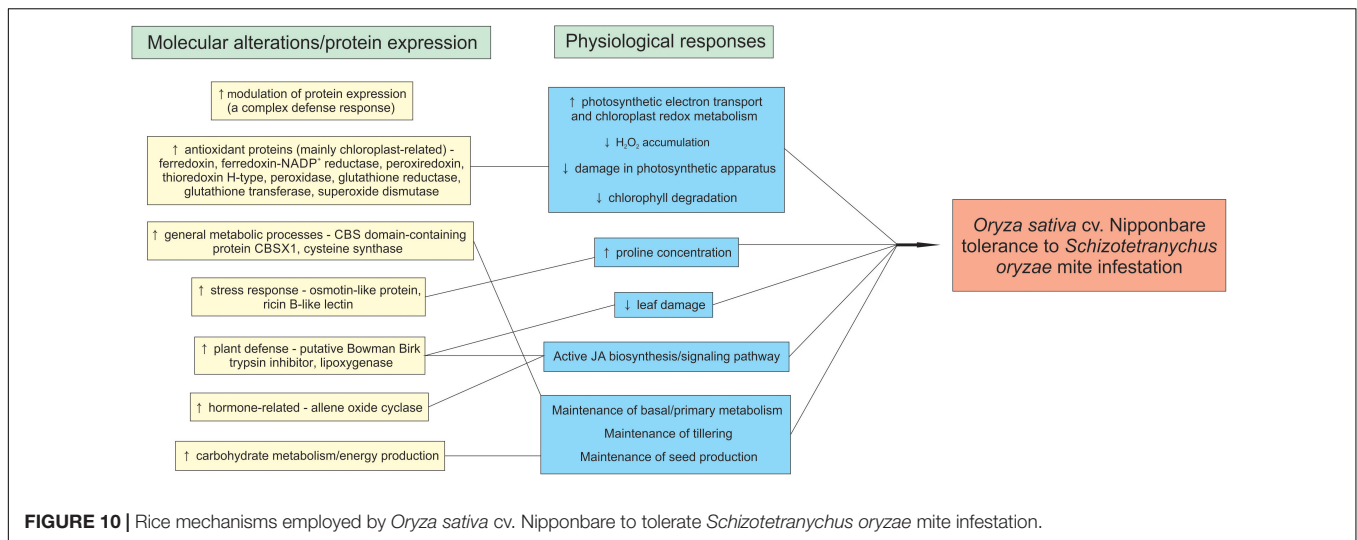 Molecular alterations/protein expression
↑ modulation of protein expression
(a complex defense response)
↑ antioxidant proteins (mainly chloroplast-related) -
ferredoxin, ferredoxin-NADP⁺ reductase, peroxiredoxin,
thioredoxin H-type, peroxidase, glutathione reductase,
glutathione transferase, superoxide dismutase
↑ general metabolic processes - CBS domain-containing
protein CBSX1, cysteine synthase
↑ stress response - osmotin-like protein,
ricin B-like lectin
↑ plant defense - putative Bowman Birk
trypsin inhibitor, lipoxygenase
↑ hormone-related - allene oxide cyclase
↑ carbohydrate metabolism/energy production
Physiological responses
↑ photosynthetic electron transport
and chloroplast redox metabolism
↓ H₂O₂ accumulation
↓ damage in photosynthetic apparatus
↓ chlorophyll degradation
↑ proline concentration
↓ leaf damage
Active JA biosynthesis/signaling pathway
Maintenance of basal/primary metabolism
Maintenance of tillering
Maintenance of seed production
Oryza sativa cv. Nipponbare
tolerance to Schizotetranychus
oryzae mite infestation
FIGURE 10 | Rice mechanisms employed by Oryza sativa cv. Nipponbare to tolerate Schizotetranychus oryzae mite infestation.